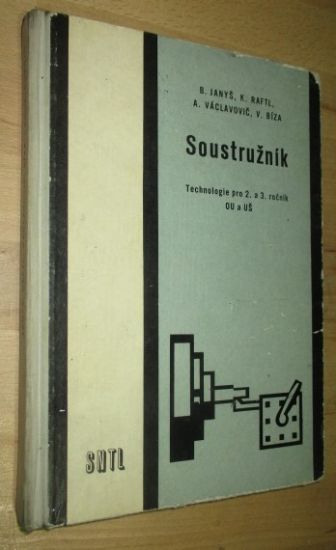 B. JANYŠ, K. RAFTL,
A. VÁCLAVOVIČ, V. BÍZA
Soustružník
Technologie pro 2. a 3. ročník
OU a UŠ
SNTL